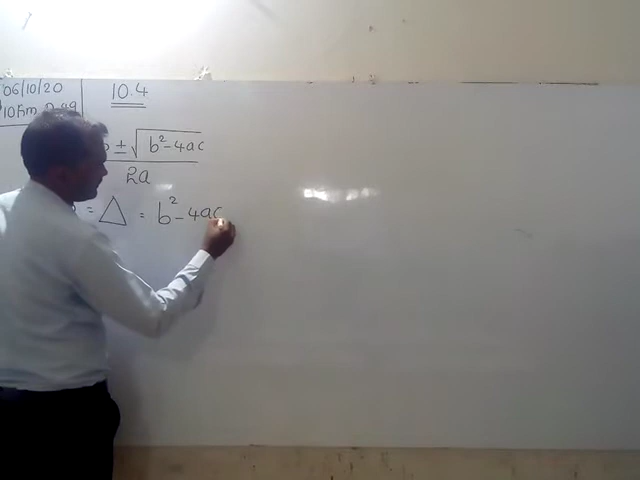 06/10/20
10.4
± √b²-4ac
2a
= △ = b² - 4ac